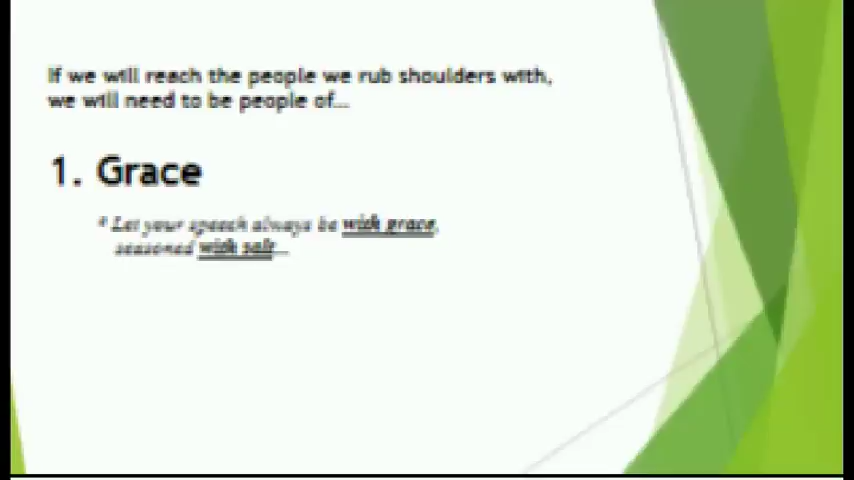 If we will reach the people we rub shoulders with,
we will need to be people of...
1. Grace
* Let your speech always be with grace,
seasoned with salt...